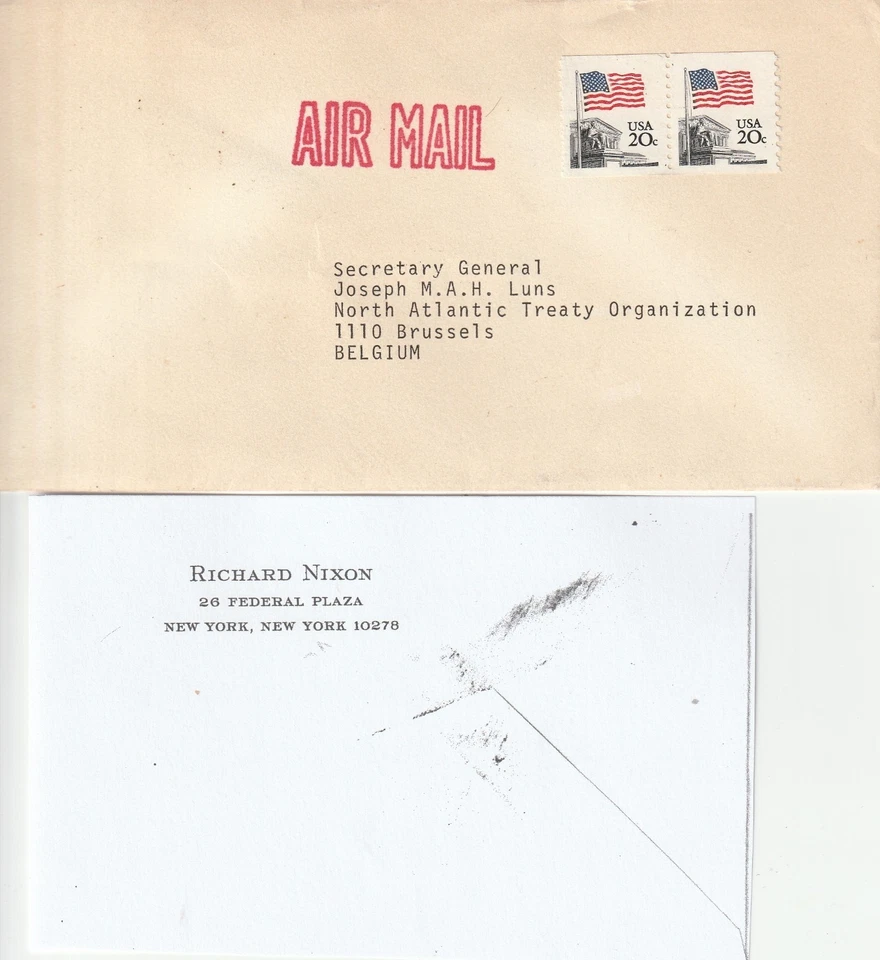 AIR MAIL
USA
20c
USA
20c
Secretary General
Joseph M.A.H. Luns
North Atlantic Treaty Organization
1110 Brussels
BELGIUM
RICHARD NIXON
26 FEDERAL PLAZA
NEW YORK, NEW YORK 10278